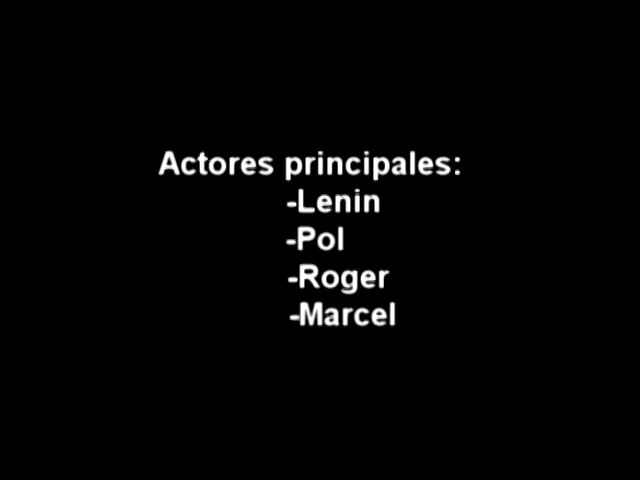 Actores principales:
-Lenin
-Pol
-Roger
-Marcel